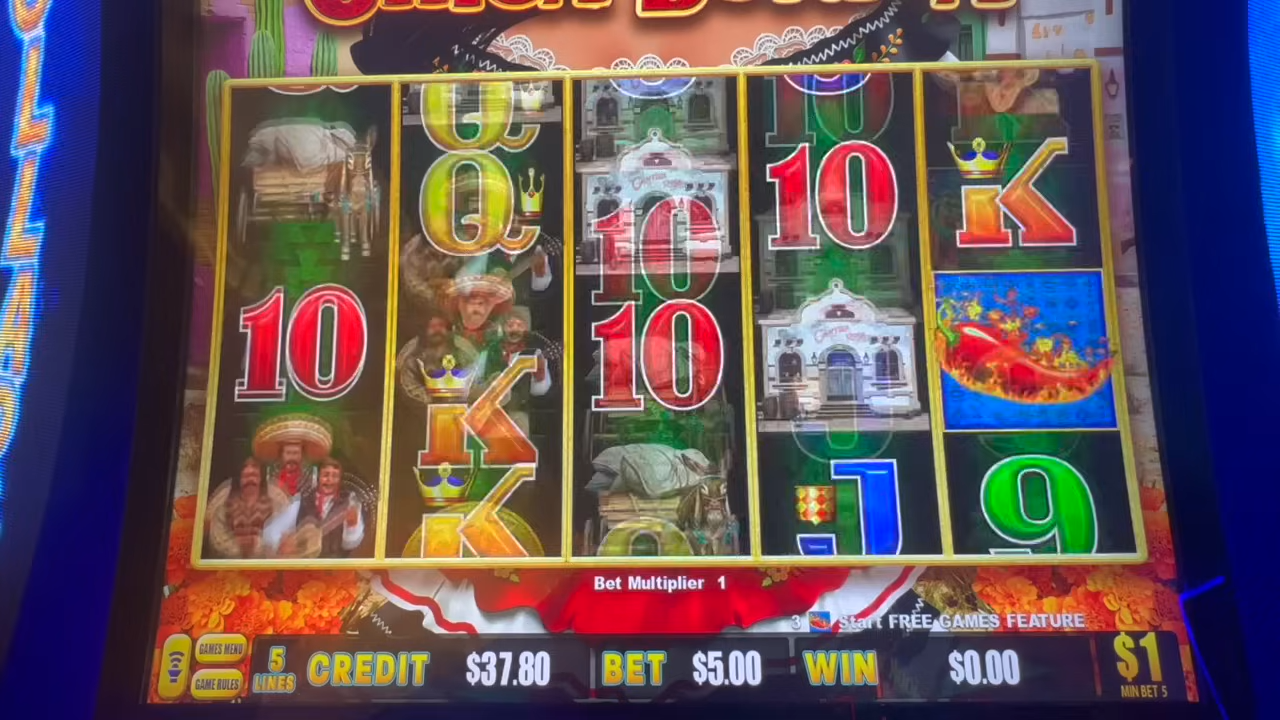 Q
10
Q
10
10
K
10
10
K
K
J
9
Bet Multiplier 1
3 Start FREE GAMES FEATURE
GAMES MENU
GAME RULES
5 LINES
CREDIT $37.80
BET $5.00
WIN $0.00
$1
MIN BET 5